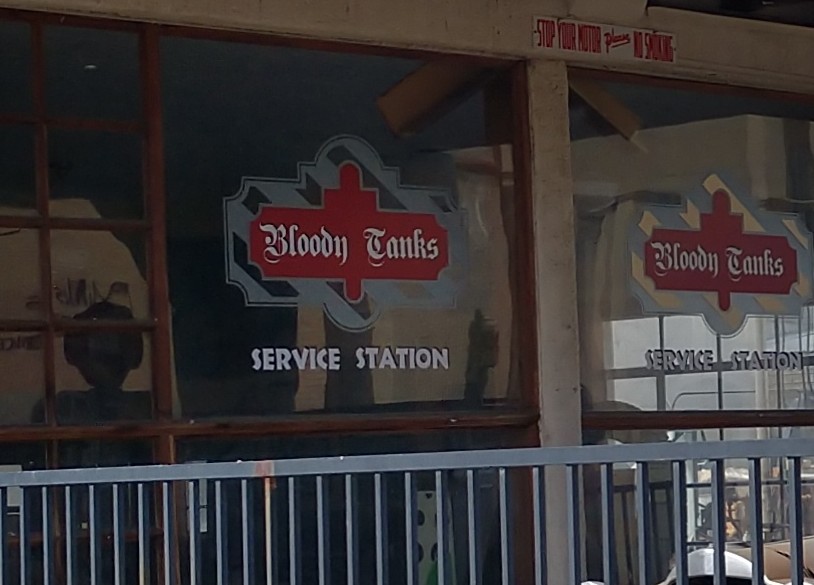 STOP YOUR MOTOR please NO SMOKING
Bloody Tanks
SERVICE STATION
Bloody Tanks
SERVICE STATION